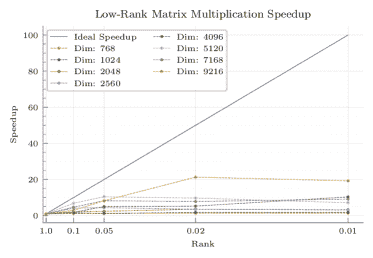 Low-Rank Matrix Multiplication Speedup
Ideal Speedup
Dim: 768
Dim: 1024
Dim: 2048
Dim: 2560
Dim: 4096
Dim: 5120
Dim: 7168
Dim: 9216
100
80
60
40
20
0
Speedup
1.0 0.1 0.05 0.02 0.01
Rank